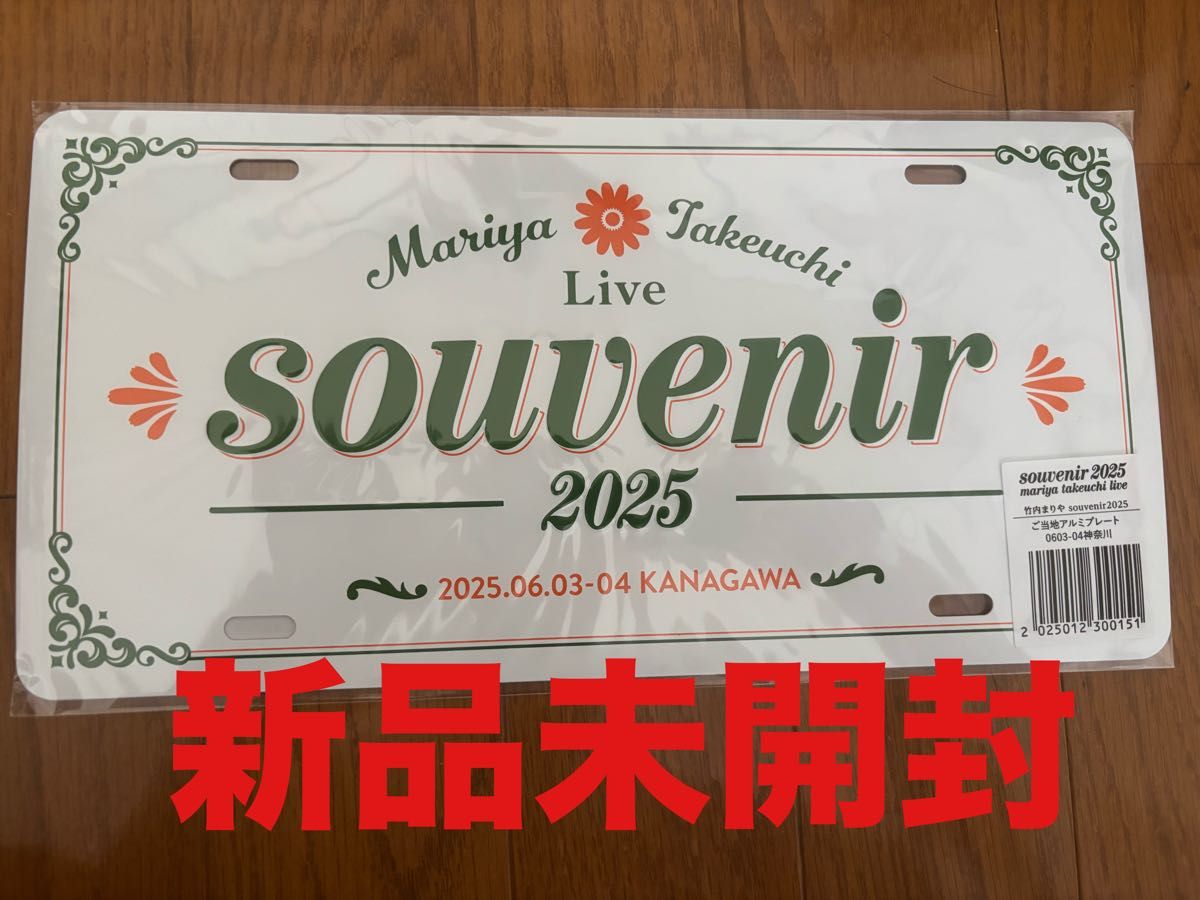 Mariya Takeuchi
Live
souvenir
2025
2025.06.03-04 KANAGAWA
souvenir 2025
mariya takeuchi live
竹内まりや souvenir2025
ご当地アルミプレート
0603-04神奈川
2 025012 300151
新品未開封